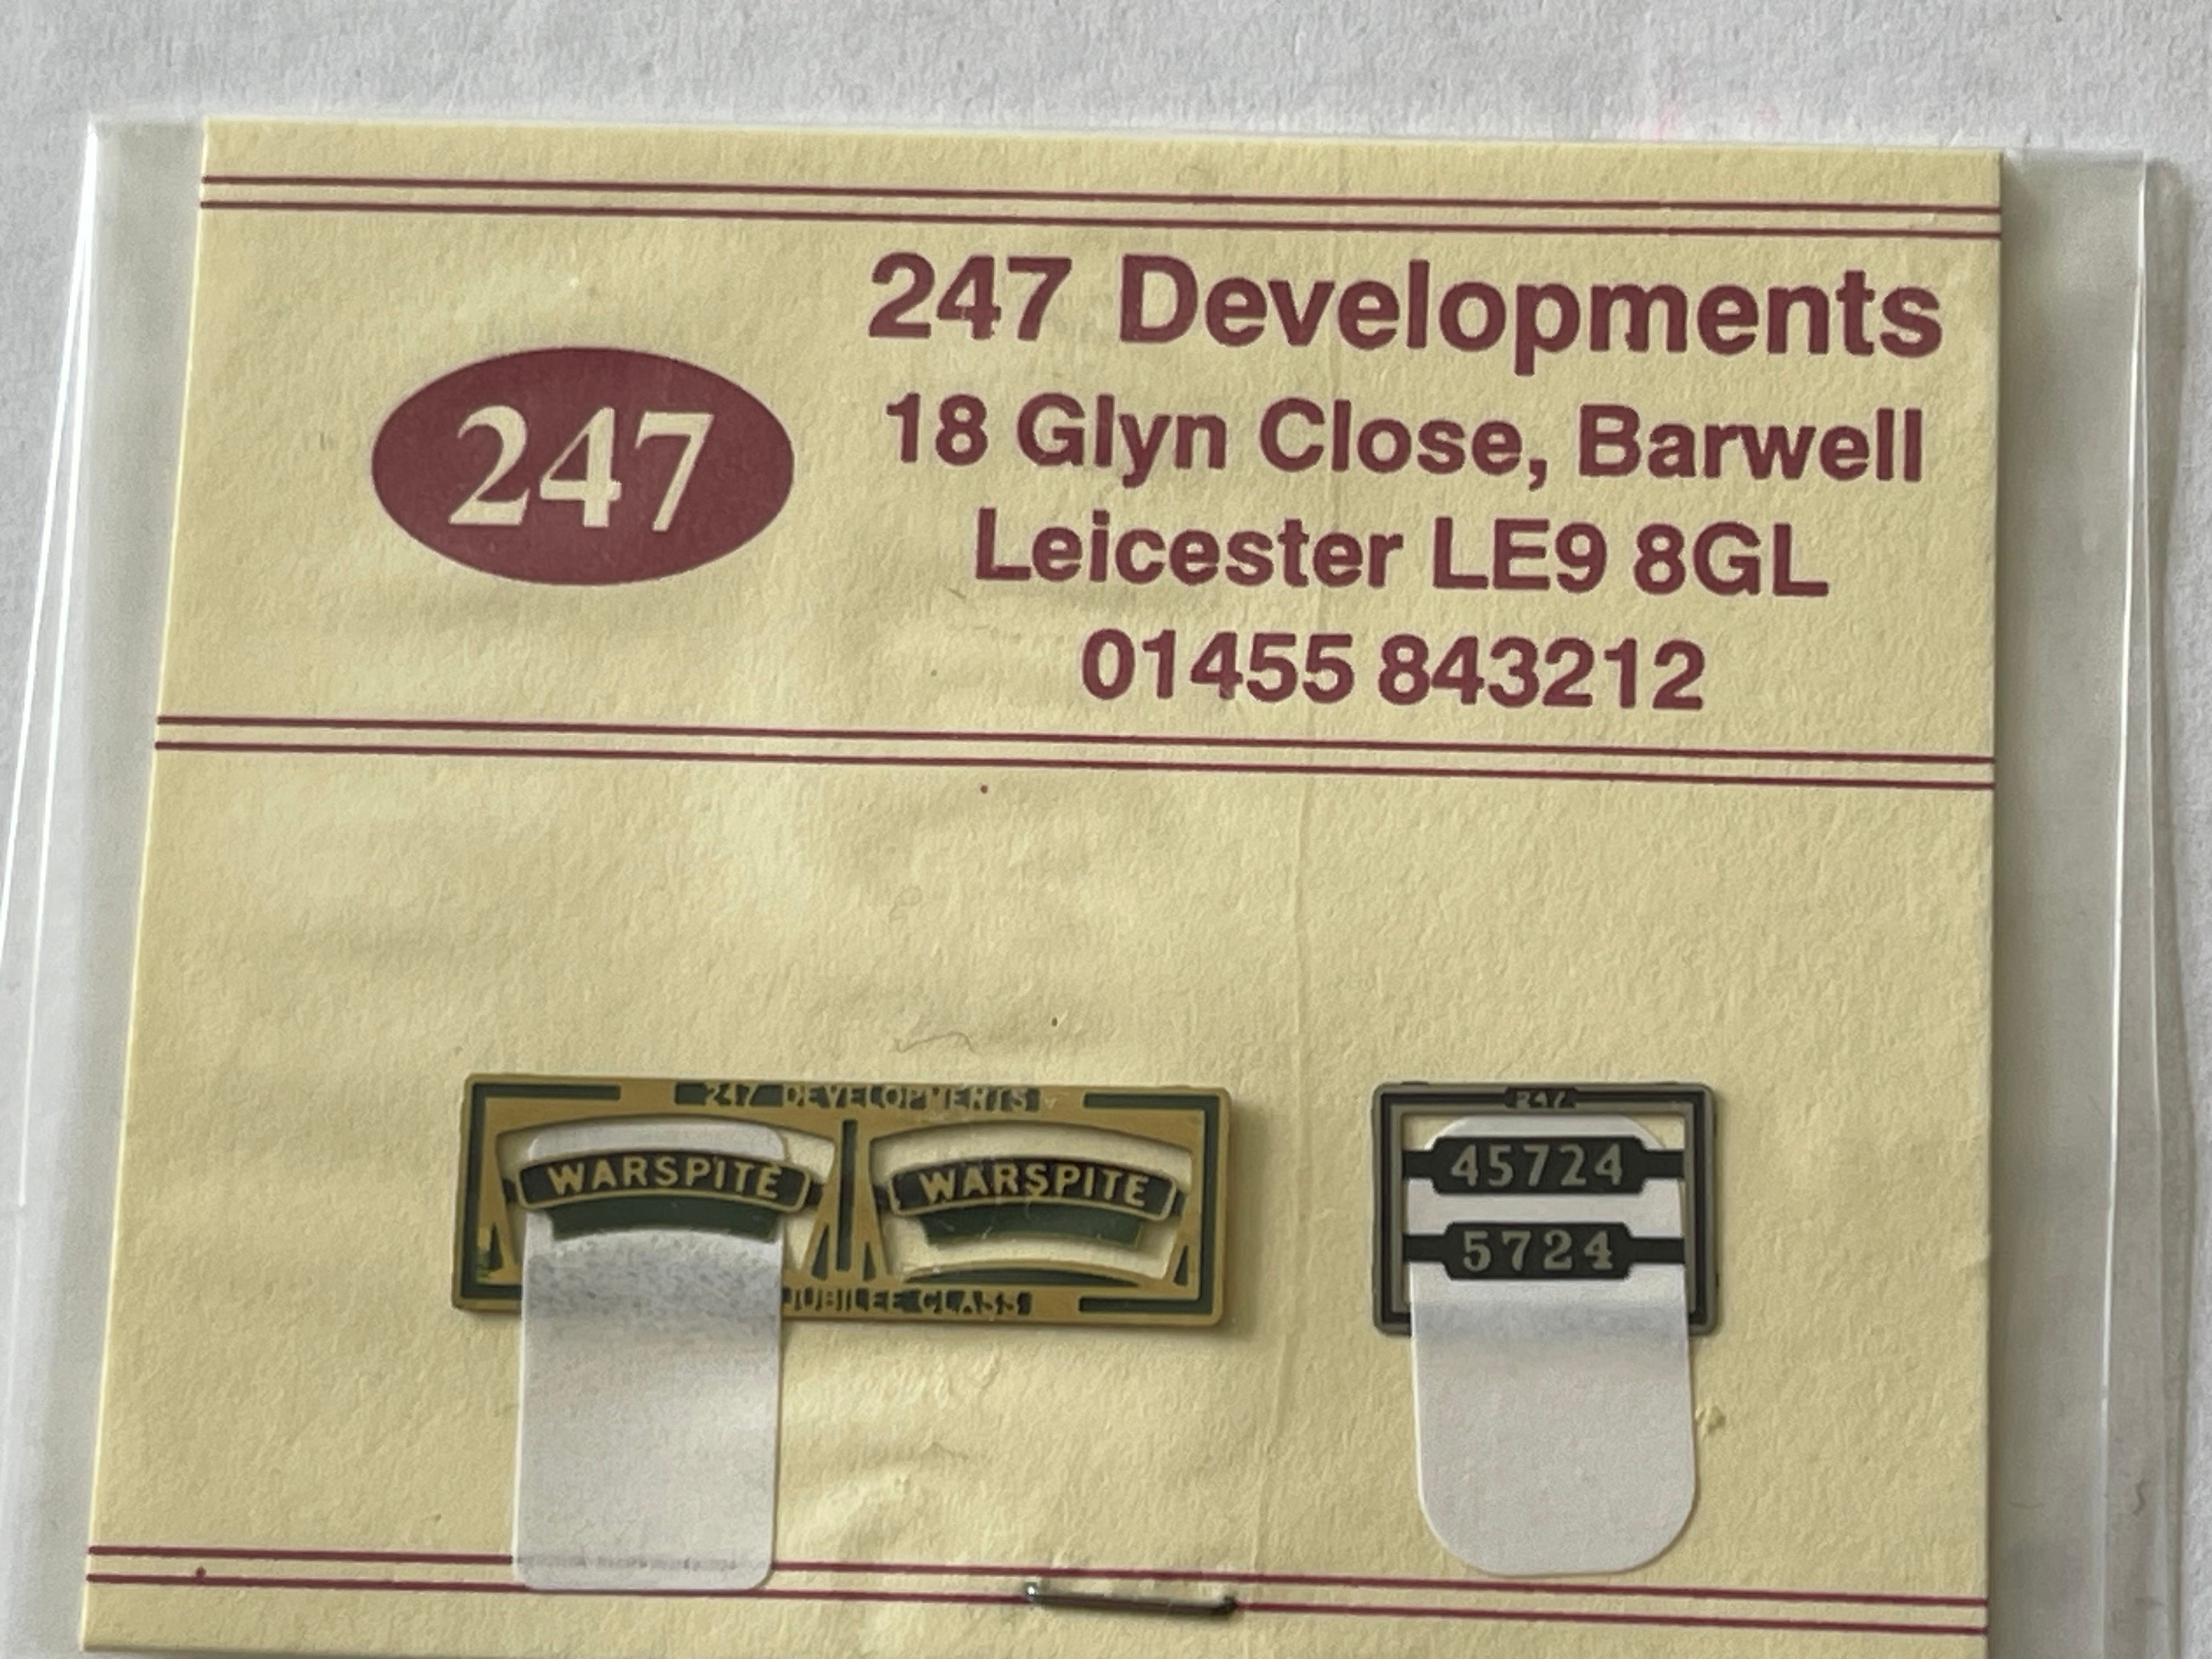 247 Developments
247
18 Glyn Close, Barwell
Leicester LE9 8GL
01455 843212
247 DEVELOPMENTS
WARSPITE
WARSPITE
JUBILEE CLASS
247
45724
5724